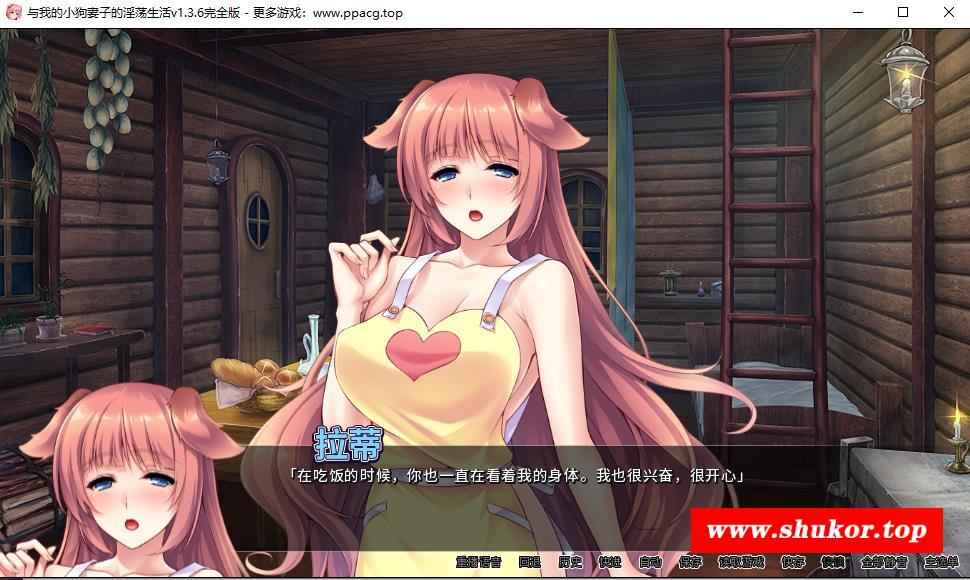 与我的小狗妻子的淫荡生活v1.3.6完全版 - 更多游戏：www.ppacg.top
拉蒂
「在吃饭的时候，你也一直在看着我的身体。我也很兴奋，很开心」
www.shukor.top
重播语音 回退 历史 快进 自动 保存 读取游戏 快存 快读 全部静音 主选单